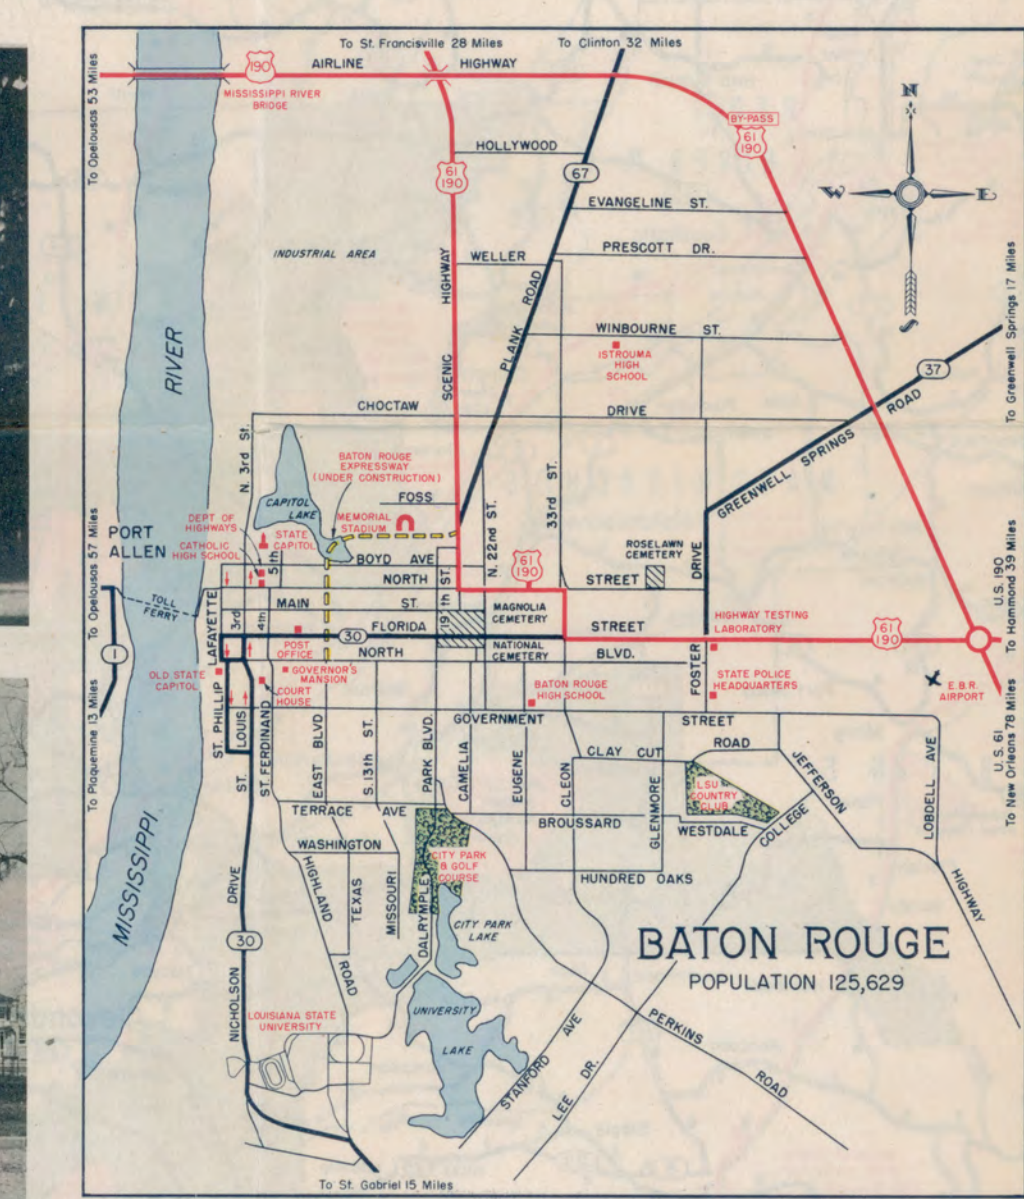 To St. Francisville 28 Miles
To Clinton 32 Miles
To Opelousas 53 Miles
190
AIRLINE HIGHWAY
MISSISSIPPI RIVER
BRIDGE
BY-PASS
61
190
N
W
E
S
HOLLYWOOD
61
190
67
EVANGELINE ST.
PRESCOTT DR.
INDUSTRIAL AREA
WELLER
SCENIC HIGHWAY
PLANK ROAD
WINBOURNE ST.
ISTROUMA
HIGH
SCHOOL
To Greenwell Springs 17 Miles
37
GREENWELL SPRINGS ROAD
MISSISSIPPI RIVER
CHOCTAW DRIVE
N. 3rd St.
BATON ROUGE
EXPRESSWAY
(UNDER CONSTRUCTION)
CAPITOL
LAKE
FOSS
MEMORIAL
STADIUM
N. 22nd ST.
33rd ST.
DEPT OF
HIGHWAYS
STATE
CAPITOL
PORT
ALLEN
CATHOLIC
HIGH SCHOOL
5th
BOYD AVE
ROSELAWN
CEMETERY
61
190
NORTH STREET
DRIVE
To Opelousas 57 Miles
TOLL
FERRY
LAFAYETTE
3rd
4th
MAIN ST.
19th ST.
MAGNOLIA
CEMETERY
HIGHWAY TESTING
LABORATORY
U.S. 190
To Hammond 39 Miles
30
FLORIDA STREET
61
190
POST
OFFICE
NORTH BLVD.
NATIONAL
CEMETERY
1
OLD STATE
CAPITOL
GOVERNOR'S
MANSION
COURT
HOUSE
BATON ROUGE
HIGH SCHOOL
FOSTER
STATE POLICE
HEADQUARTERS
E.B.R.
AIRPORT
To Plaquemine 13 Miles
ST. PHILLIP
ST. LOUIS
ST. FERDINAND
GOVERNMENT STREET
U.S. 61
To New Orleans 78 Miles
EAST BLVD
S. 13th ST.
PARK BLVD.
CAMELIA
EUGENE
CLEON
CLAY CUT ROAD
GLENMORE
LSU
COUNTRY
CLUB
JEFFERSON HIGHWAY
LOBDELL AVE
TERRACE AVE
BROUSSARD
WESTDALE
COLLEGE
WASHINGTON
CITY PARK
& GOLF
COURSE
HUNDRED OAKS
HIGHLAND ROAD
TEXAS
MISSOURI
DALRYMPLE
CITY PARK
LAKE
NICHOLSON DRIVE
30
BATON ROUGE
POPULATION 125,629
LOUISIANA STATE
UNIVERSITY
UNIVERSITY
LAKE
STANFORD AVE
LEE DR.
PERKINS ROAD
To St. Gabriel 15 Miles